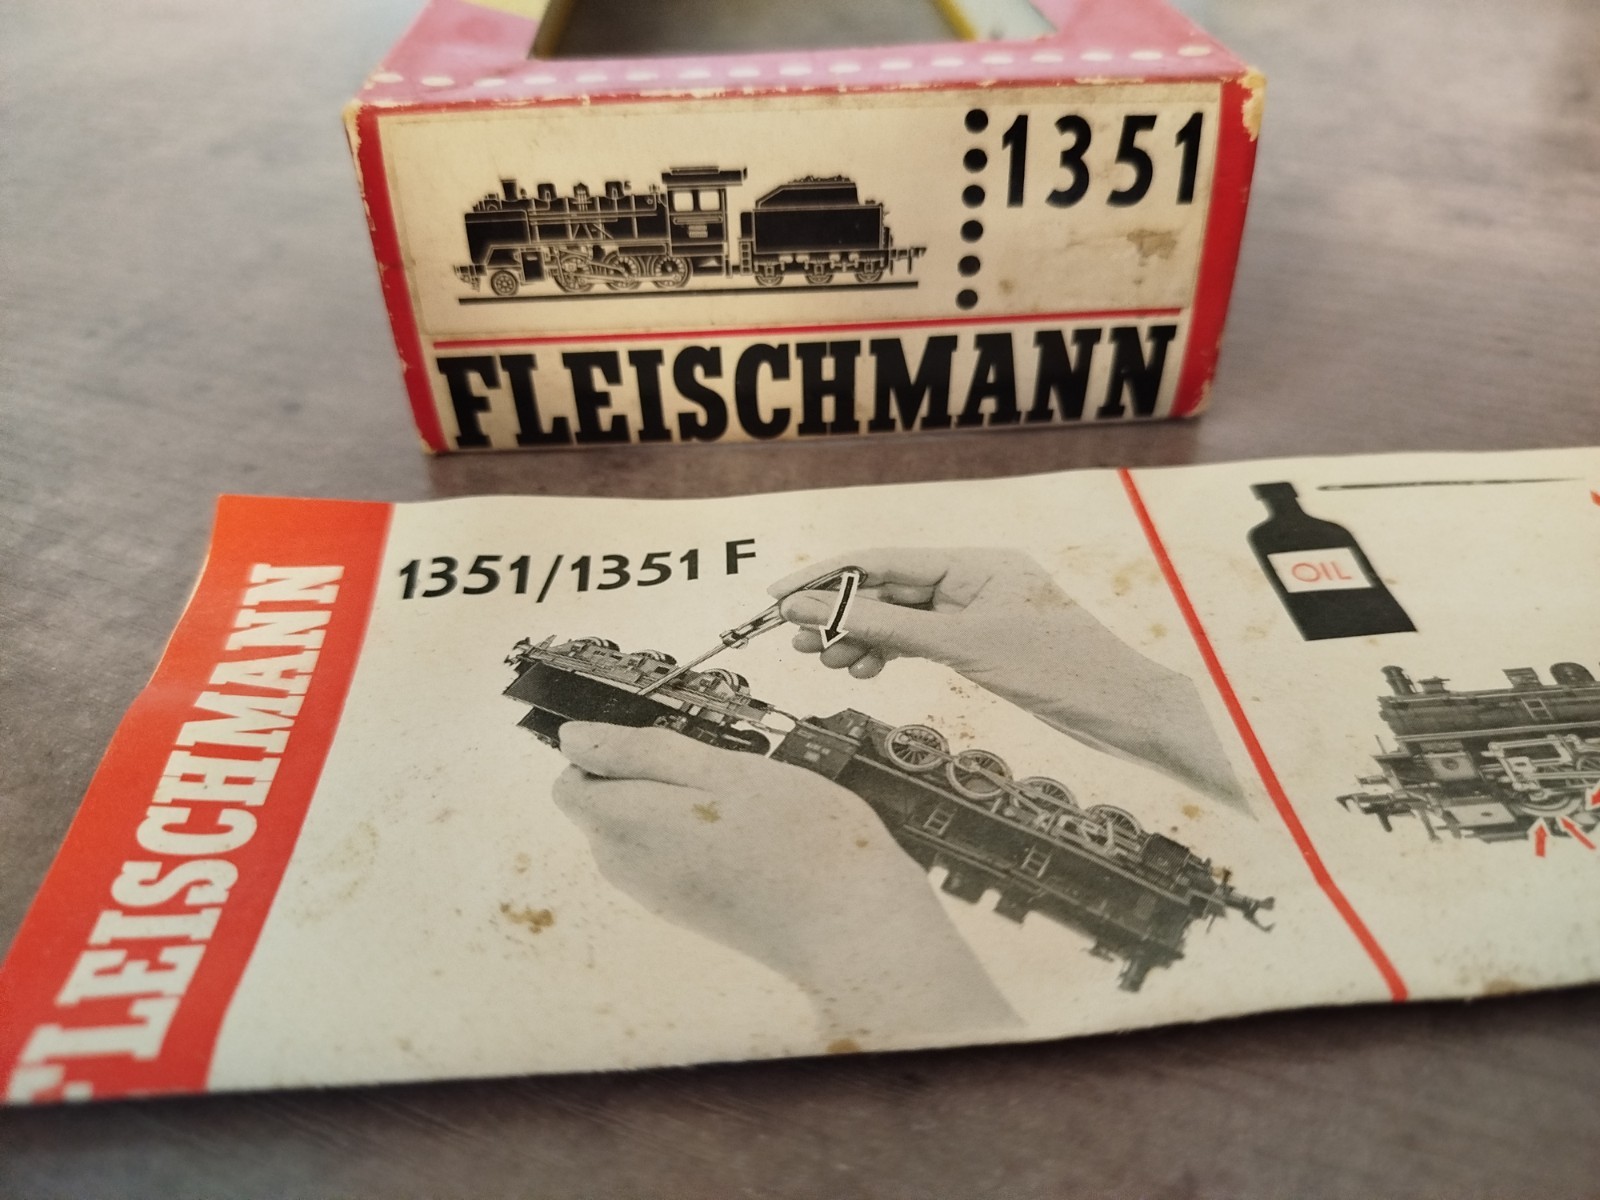 1351
FLEISCHMANN
FLEISCHMANN
1351/1351 F
OIL